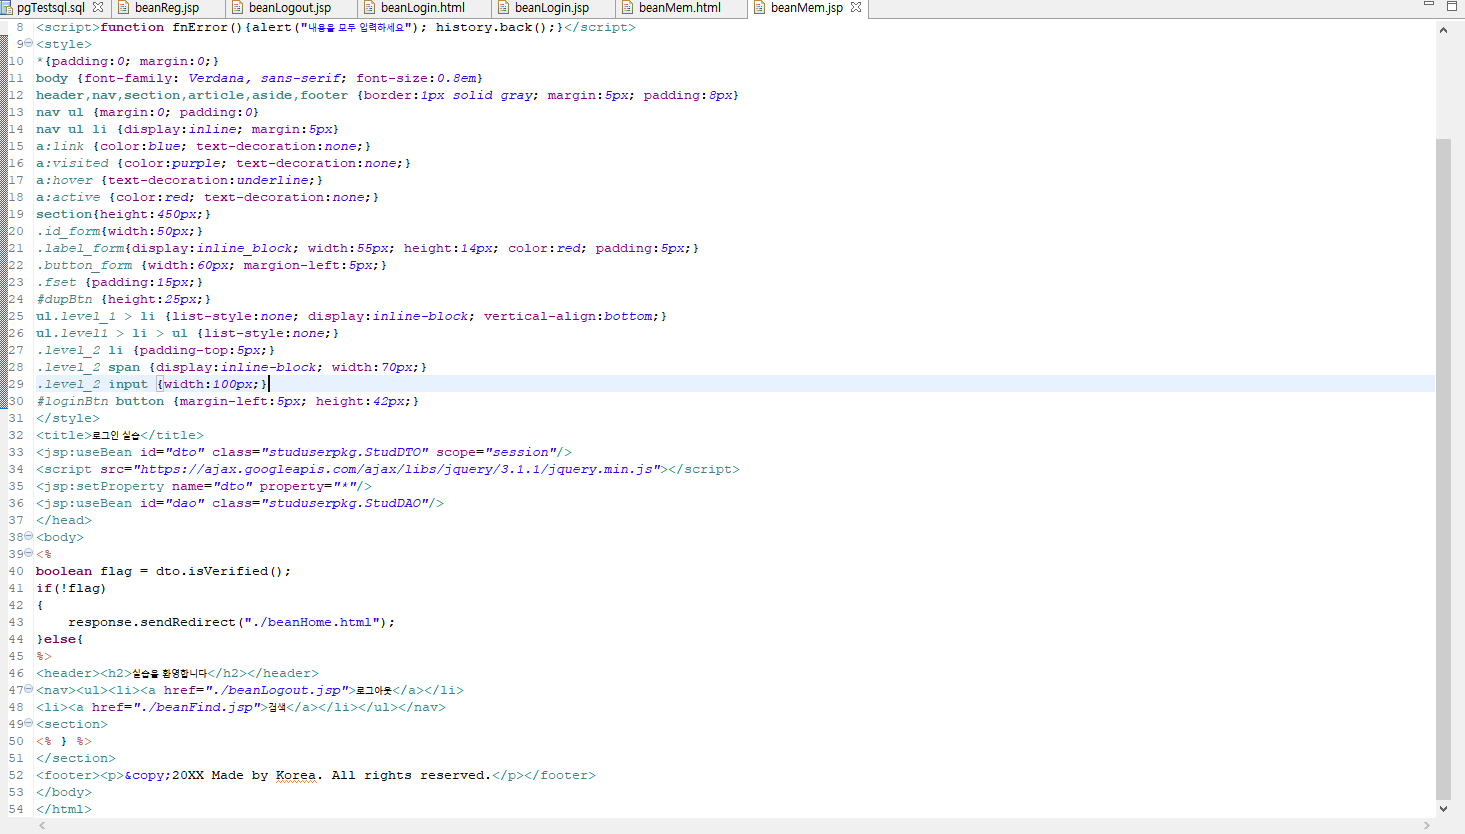 pgTestsql.sql beanReg.jsp beanLogout.jsp beanLogin.html beanLogin.jsp beanMem.html beanMem.jsp
8 <script>function fnError(){alert("내용을 모두 입력하세요"); history.back();}</script>
9 <style>
10 *{padding:0; margin:0;}
11 body {font-family: Verdana, sans-serif; font-size:0.8em}
12 header,nav,section,article,aside,footer {border:1px solid gray; margin:5px; padding:8px}
13 nav ul {margin:0; padding:0}
14 nav ul li {display:inline; margin:5px}
15 a:link {color:blue; text-decoration:none;}
16 a:visited {color:purple; text-decoration:none;}
17 a:hover {text-decoration:underline;}
18 a:active {color:red; text-decoration:none;}
19 section{height:450px;}
20 .id_form{width:50px;}
21 .label_form{display:inline_block; width:55px; height:14px; color:red; padding:5px;}
22 .button_form {width:60px; margion-left:5px;}
23 .fset {padding:15px;}
24 #dupBtn {height:25px;}
25 ul.level_1 > li {list-style:none; display:inline-block; vertical-align:bottom;}
26 ul.level1 > li > ul {list-style:none;}
27 .level_2 li {padding-top:5px;}
28 .level_2 span {display:inline-block; width:70px;}
29 .level_2 input {width:100px;}
30 #loginBtn button {margin-left:5px; height:42px;}
31 </style>
32 <title>로그인 실습</title>
33 <jsp:useBean id="dto" class="studuserpkg.StudDTO" scope="session"/>
34 <script src="https://ajax.googleapis.com/ajax/libs/jquery/3.1.1/jquery.min.js"></script>
35 <jsp:setProperty name="dto" property="*"/>
36 <jsp:useBean id="dao" class="studuserpkg.StudDAO"/>
37 </head>
38 <body>
39 <%
40 boolean flag = dto.isVerified();
41 if(!flag)
42 {
43 response.sendRedirect("./beanHome.html");
44 }else{
45 %>
46 <header><h2>실습을 환영합니다</h2></header>
47 <nav><ul><li><a href="./beanLogout.jsp">로그아웃</a></li>
48 <li><a href="./beanFind.jsp">검색</a></li></ul></nav>
49 <section>
50 <% } %>
51 </section>
52 <footer><p>&copy;20XX Made by Korea. All rights reserved.</p></footer>
53 </body>
54 </html>